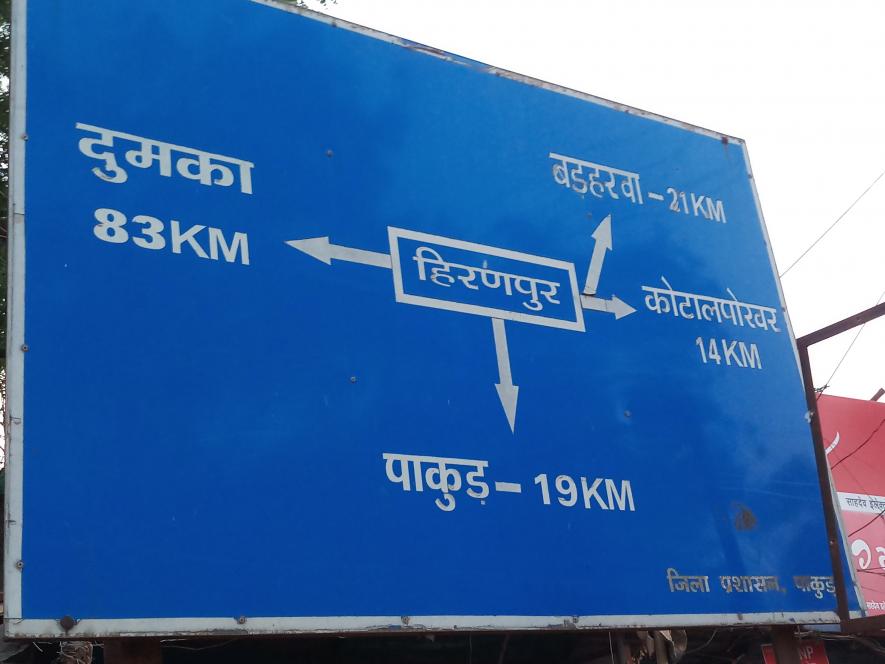 दुमका
83KM
बड़हरवा - 21KM
हिरणपुर
कोटालपोखर
14KM
पाकुड़ - 19KM
जिला प्रशासन, पाकुड़